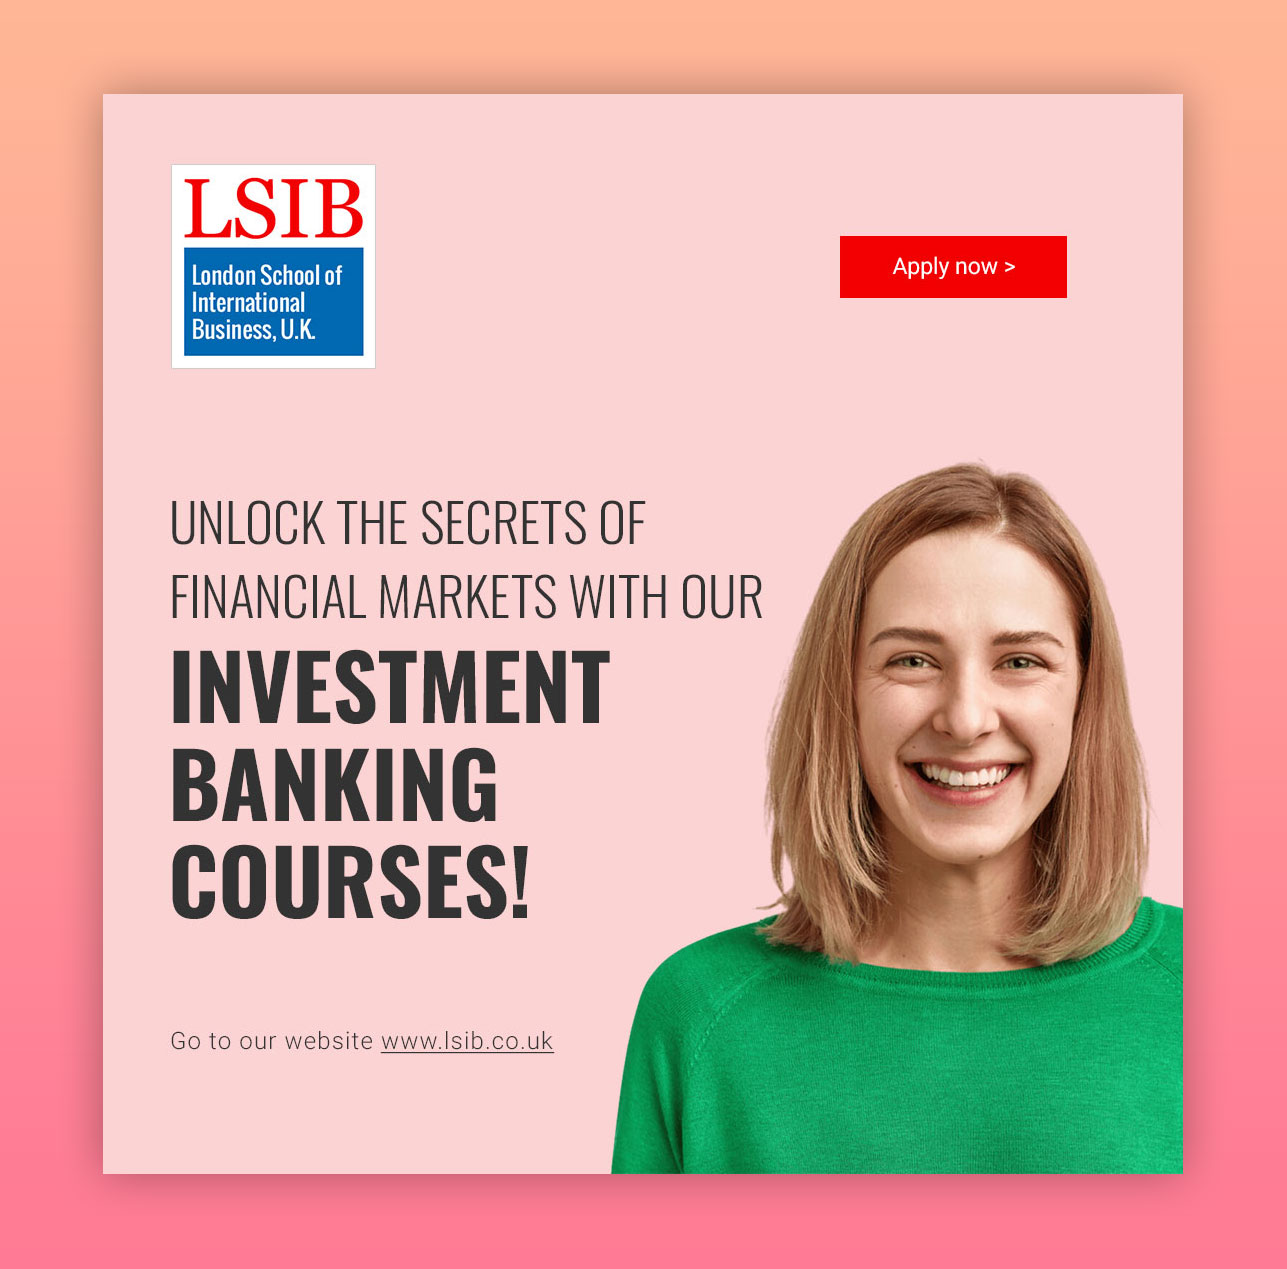 LSIB
London School of
International
Business, U.K.
Apply now >
UNLOCK THE SECRETS OF
FINANCIAL MARKETS WITH OUR
INVESTMENT
BANKING
COURSES!
Go to our website www.lsib.co.uk